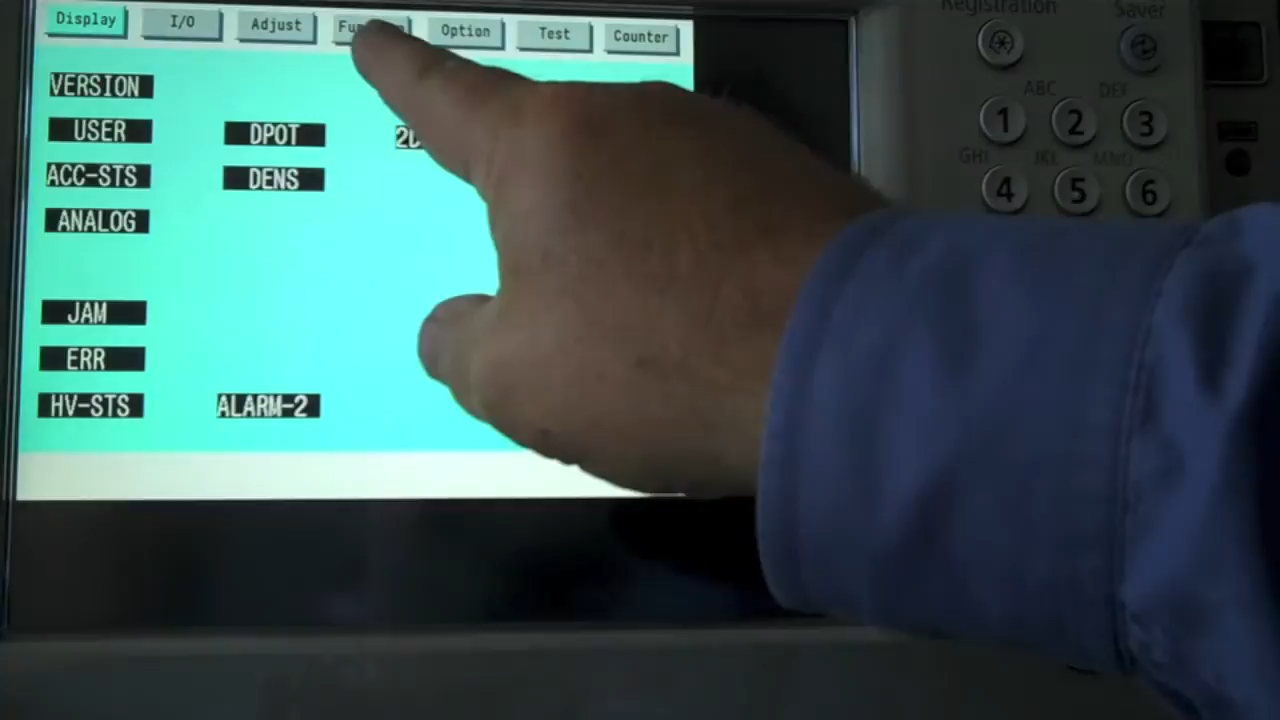 Display I/O Adjust Option Test Counter
VERSION
USER DPOT
ACC-STS DENS
ANALOG
JAM
ERR
HV-STS ALARM-2
Registration Saver
ABC DEF
1 2 3
GHI JKL MNO
4 5 6